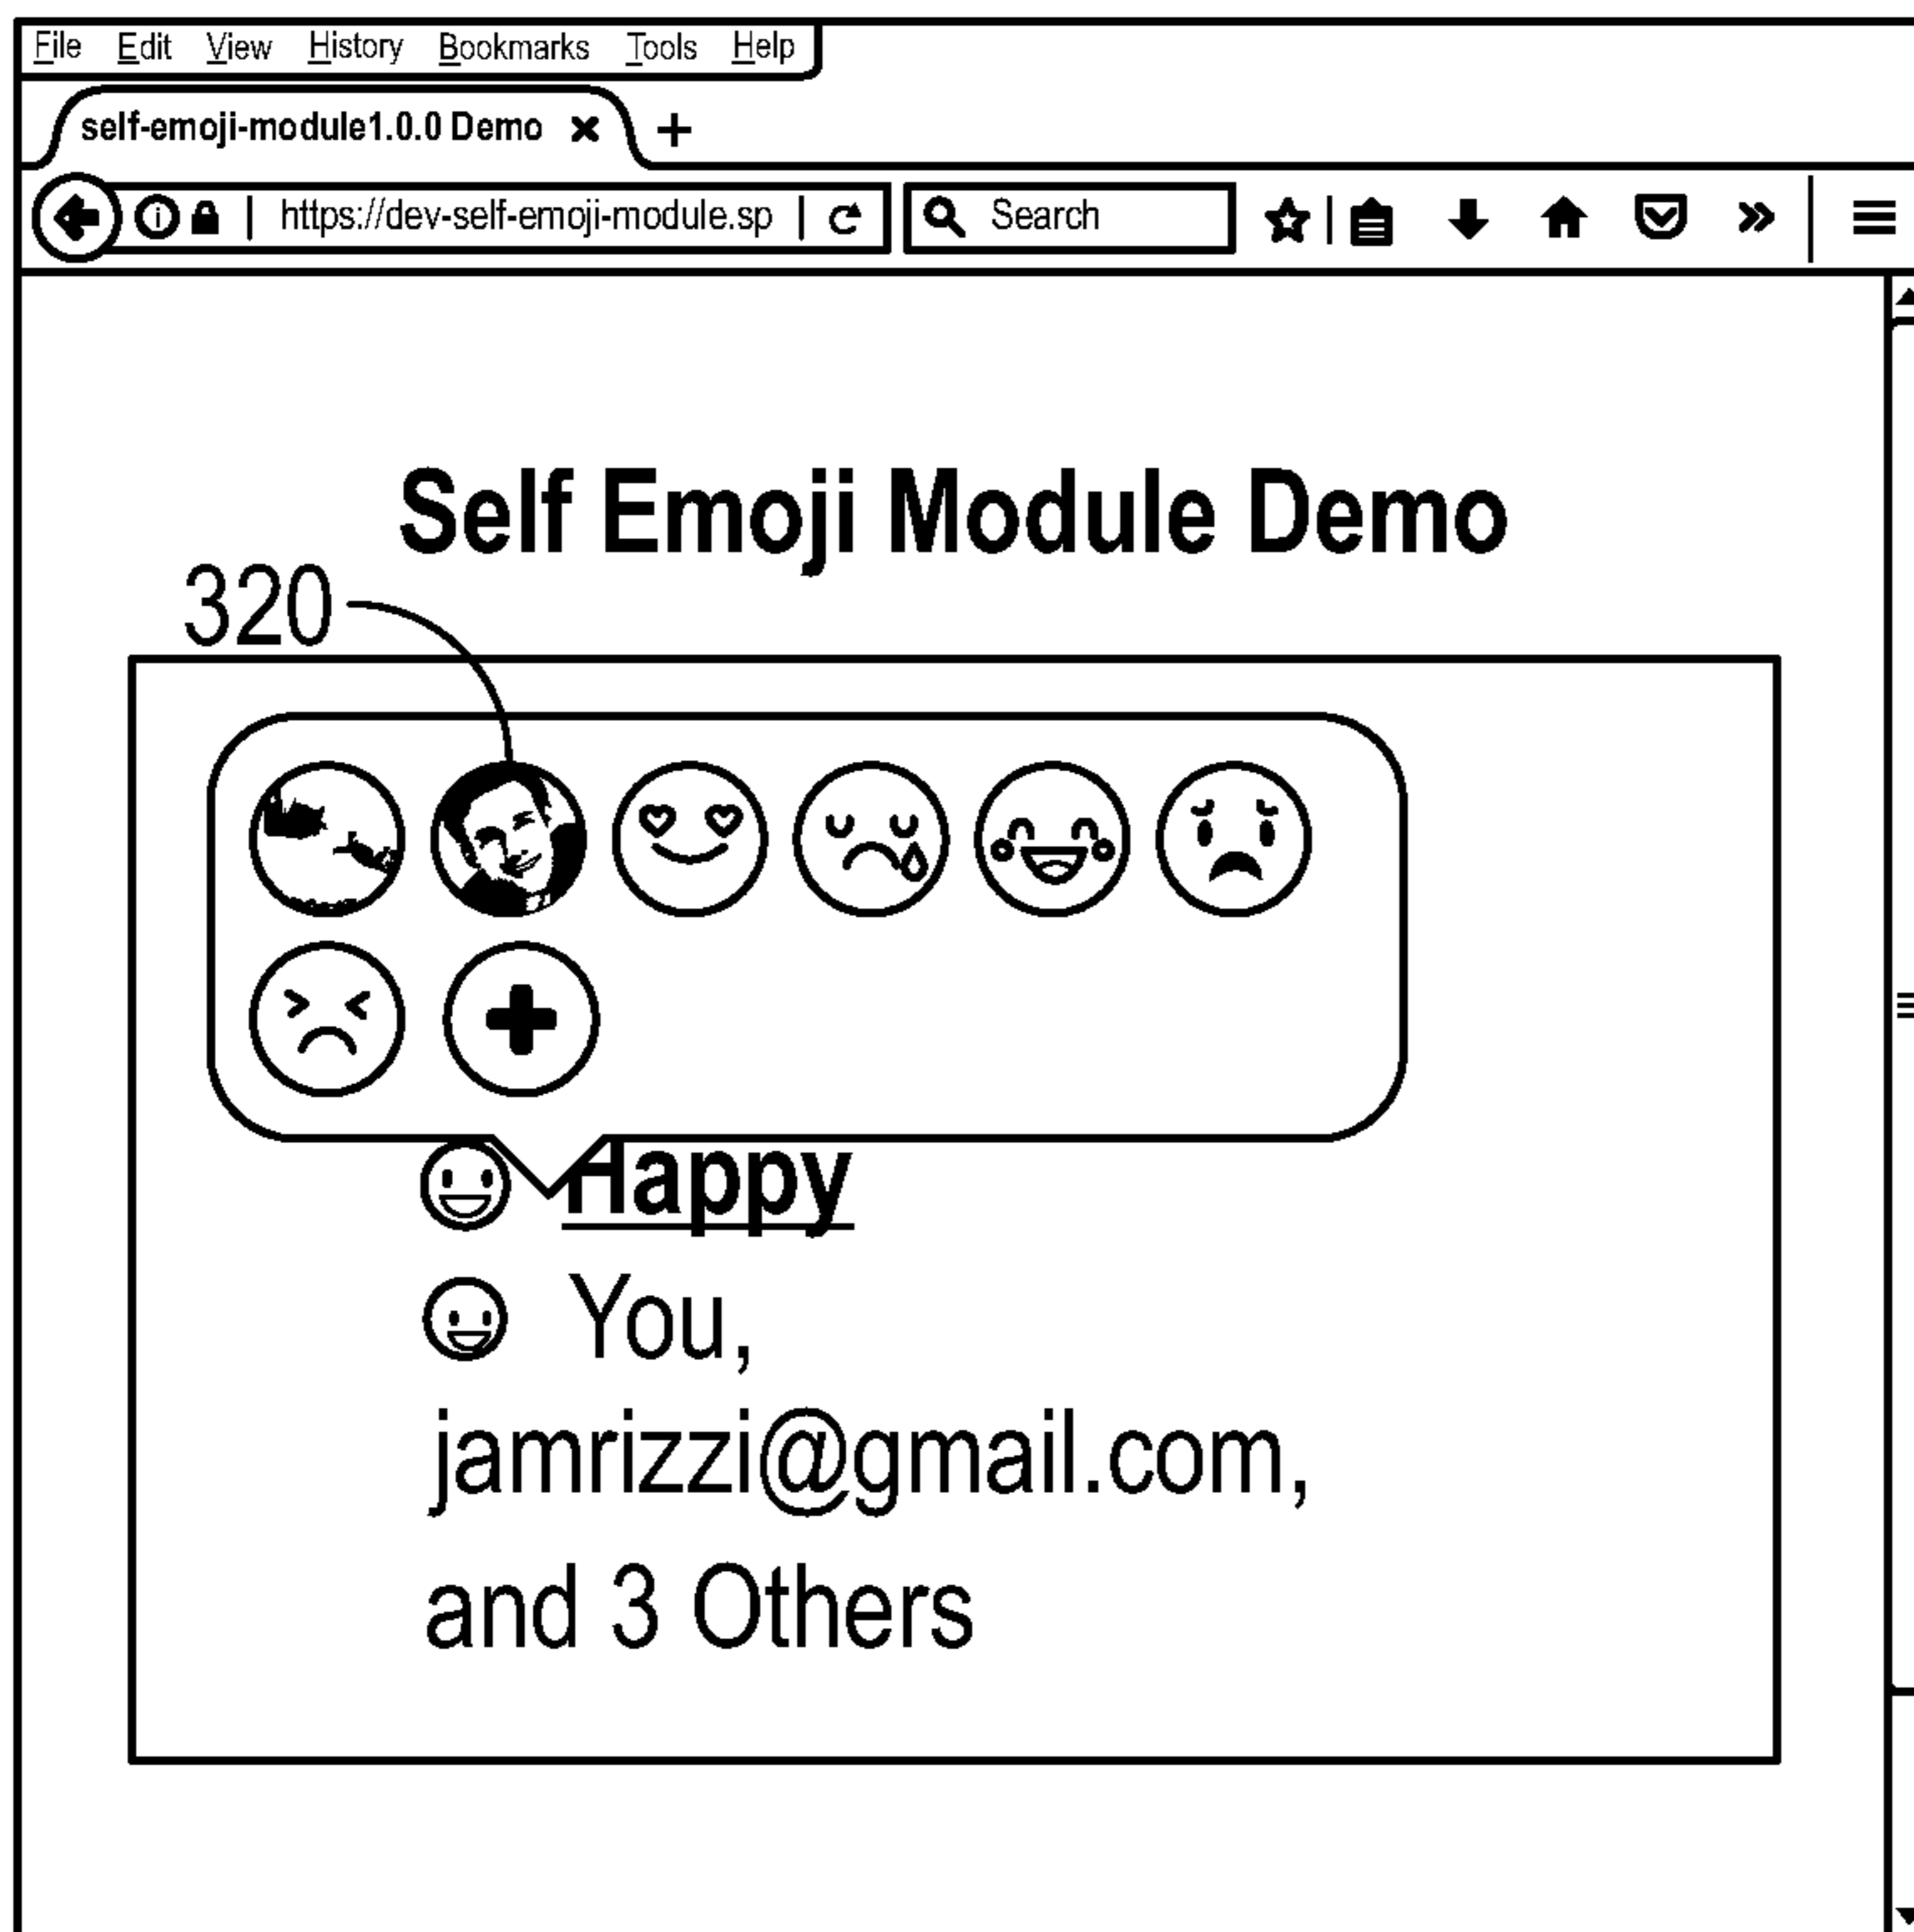 File Edit View History Bookmarks Tools Help
self-emoji-module1.0.0 Demo
https://dev-self-emoji-module.sp
Search
Self Emoji Module Demo
320
Happy
You,
jamrizzi@gmail.com,
and 3 Others